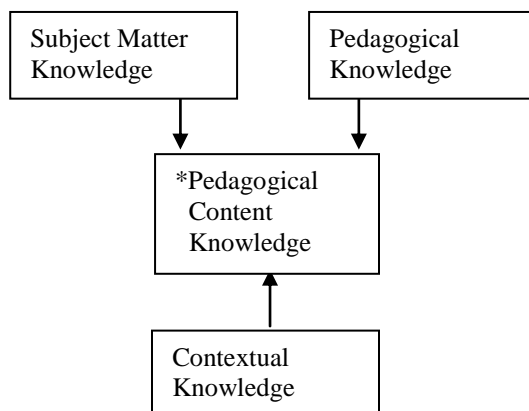 Subject Matter
Knowledge
Pedagogical
Knowledge
*Pedagogical
Content
Knowledge
Contextual
Knowledge